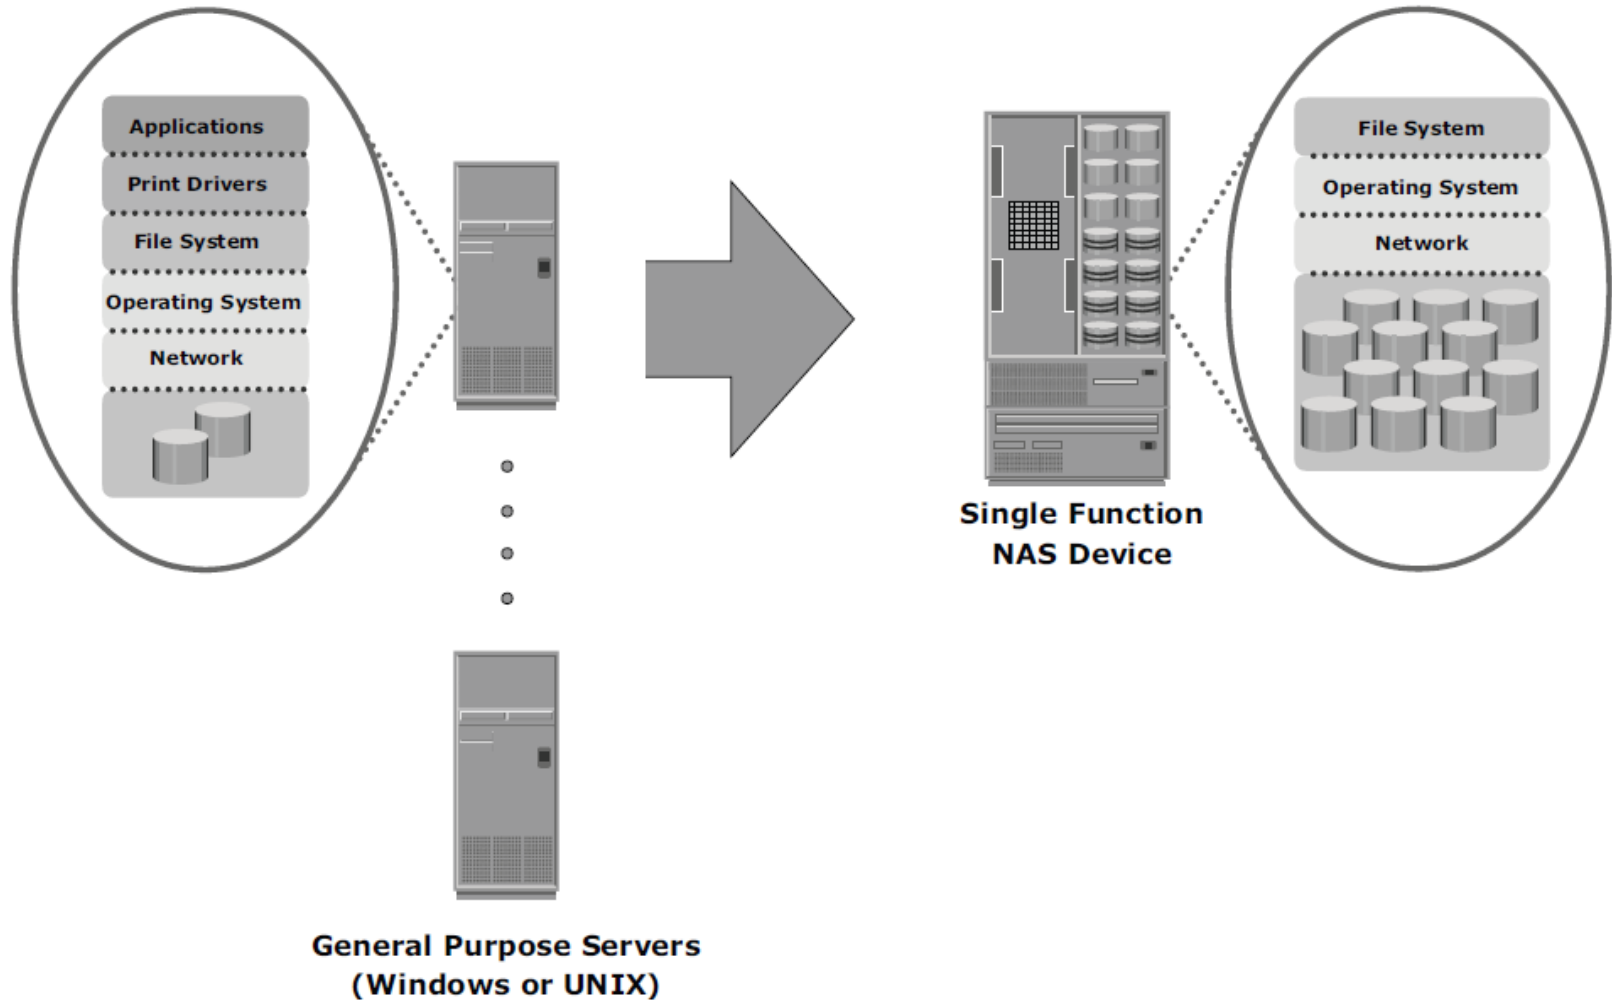 Applications
Print Drivers
File System
Operating System
Network
General Purpose Servers
(Windows or UNIX)
Single Function
NAS Device
File System
Operating System
Network